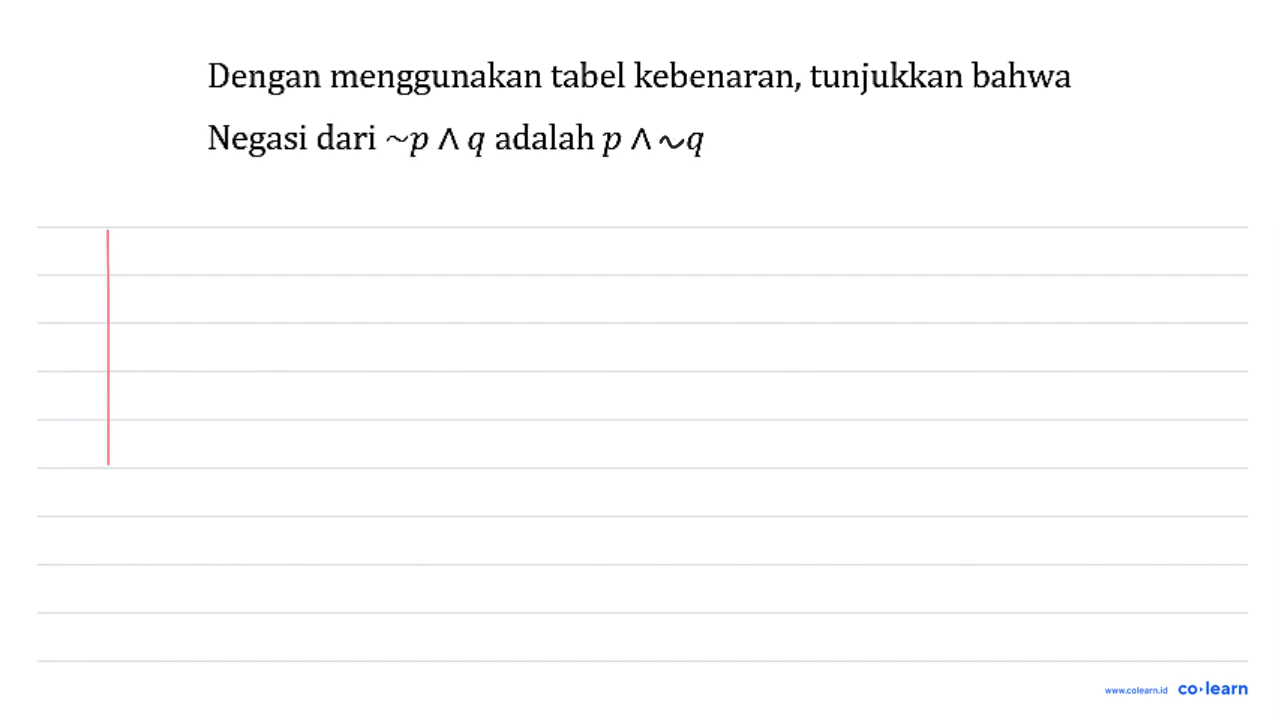 Dengan menggunakan tabel kebenaran, tunjukkan bahwa
Negasi dari ~p ∧ q adalah p ∧ ~q
www.colearn.id co·learn